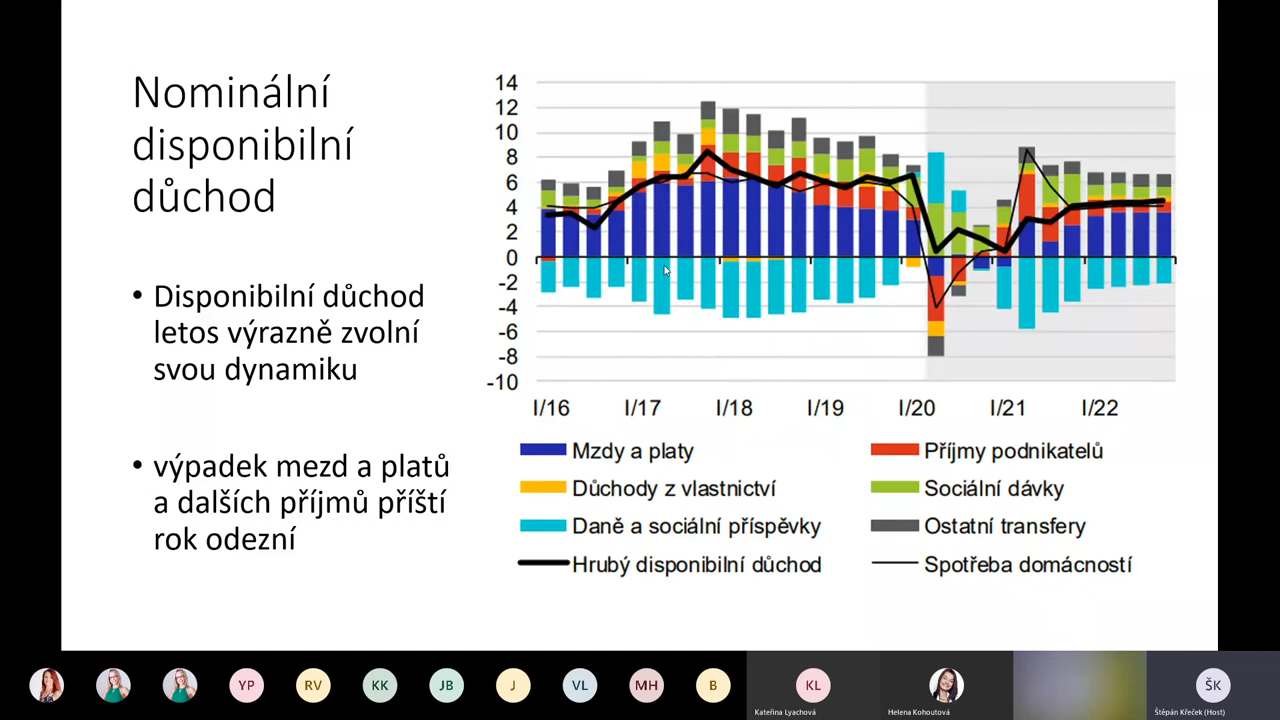 Nominální
disponibilní
důchod
• Disponibilní důchod
letos výrazně zvolní
svou dynamiku
• výpadek mezd a platů
a dalších příjmů příští
rok odezní
14
12
10
8
6
4
2
0
-2
-4
-6
-8
-10
I/16 I/17 I/18 I/19 I/20 I/21 I/22
Mzdy a platy Příjmy podnikatelů
Důchody z vlastnictví Sociální dávky
Daně a sociální příspěvky Ostatní transfery
Hrubý disponibilní důchod Spotřeba domácností
YP RV KK JB J VL MH B KL ŠK
Kateřina Lyachová Helena Kohoutová Štěpán Křeček (Host)